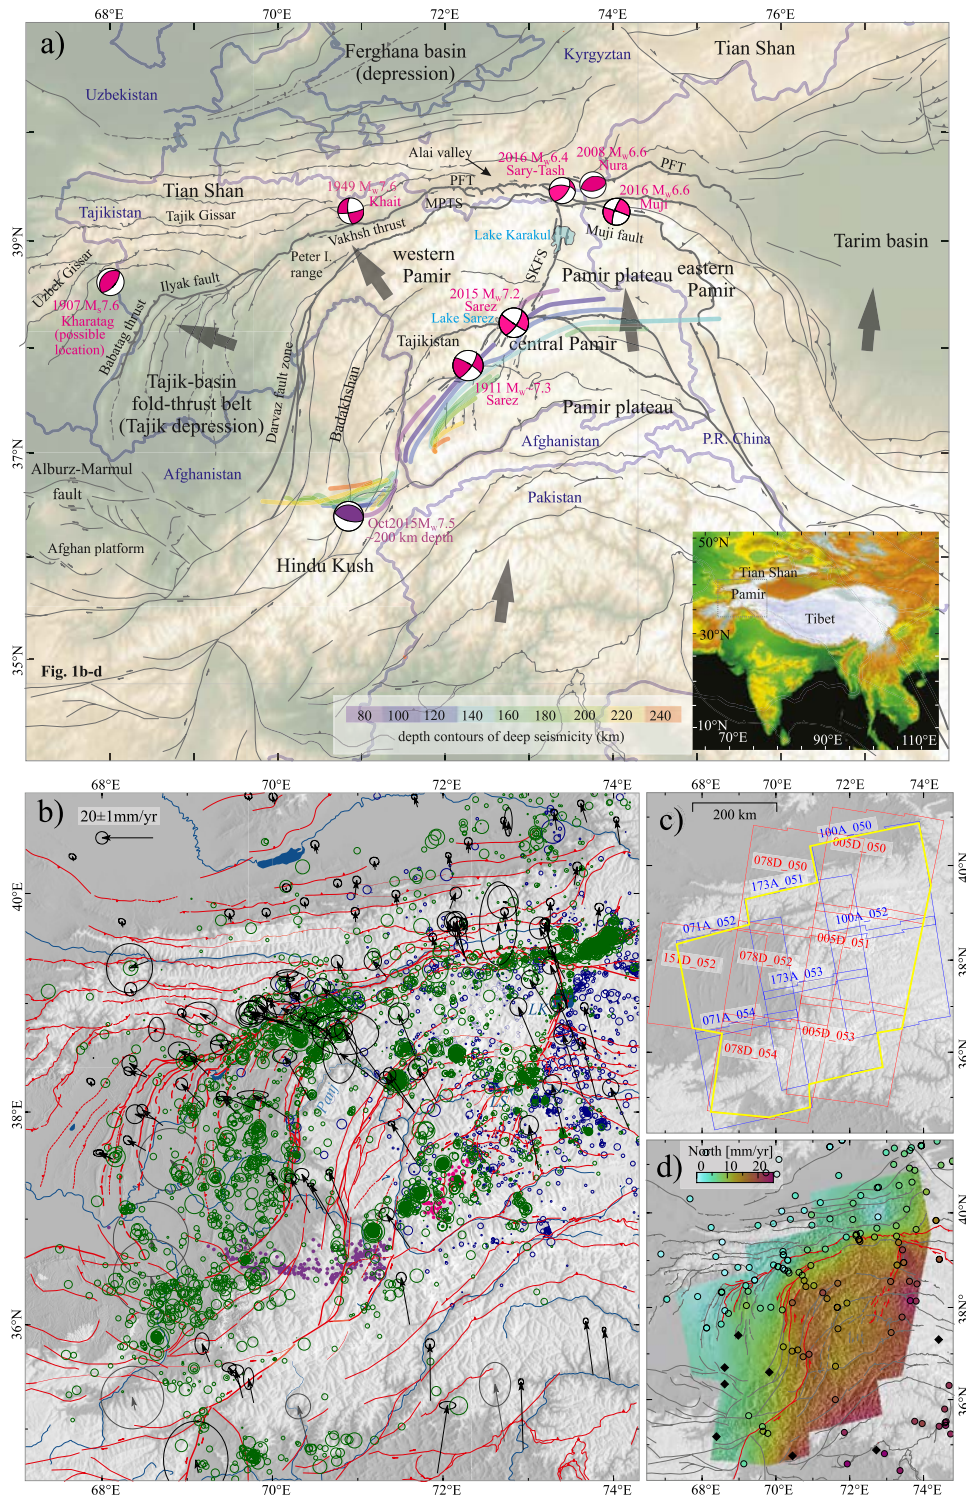 68°E 70°E 72°E 74°E 76°E
a)
Ferghana basin
(depression)
Kyrgyztan
Tian Shan
Uzbekistan
Alai valley
2016 Mw6.4
Sary-Tash
2008 Mw6.6
Nura
PFT
PFT
Tian Shan
1949 Mw7.6
Khait
2016 Mw6.6
Muji
Tajikistan
Tajik Gissar
MPTS
39°N
Vakhsh thrust
Lake Karakul
Muji fault
Tarim basin
Uzbek Gissar
Peter I.
range
western
Pamir
SKFS
Pamir plateau
eastern
Pamir
Ilyak fault
1907 Ms7.6
Kharatag
(possible
location)
Babatag thrust
2015 Mw7.2
Sarez
Lake Sarez
Tajikistan
central Pamir
Tajik-basin
fold-thrust belt
(Tajik depression)
Darvaz fault zone
Badakhshan
1911 Mw~7.3
Sarez
Pamir plateau
37°N
Afghanistan
P.R. China
Alburz-Marmul
fault
Afghanistan
Pakistan
Oct2015Mw7.5
~200 km depth
Afghan platform
Hindu Kush
50°N
Tian Shan
Pamir
Tibet
30°N
10°N
70°E 90°E 110°E
35°N
Fig. 1b-d
80 100 120 140 160 180 200 220 240
depth contours of deep seismicity (km)
68°E 70°E 72°E 74°E
b)
20±1mm/yr
40°E
LK
38°E
36°E
68°E 70°E 72°E 74°E
c)
200 km
68°E 70°E 72°E 74°E
100A_050
005D_050
078D_050
173A_051
071A_052
100A_052
005D_051
151D_052
078D_052
173A_053
071A_054
005D_053
078D_054
40°N
38°N
36°N
d)
North [mm/yr]
0 10 20
40°N
38°N
36°N
68°E 70°E 72°E 74°E